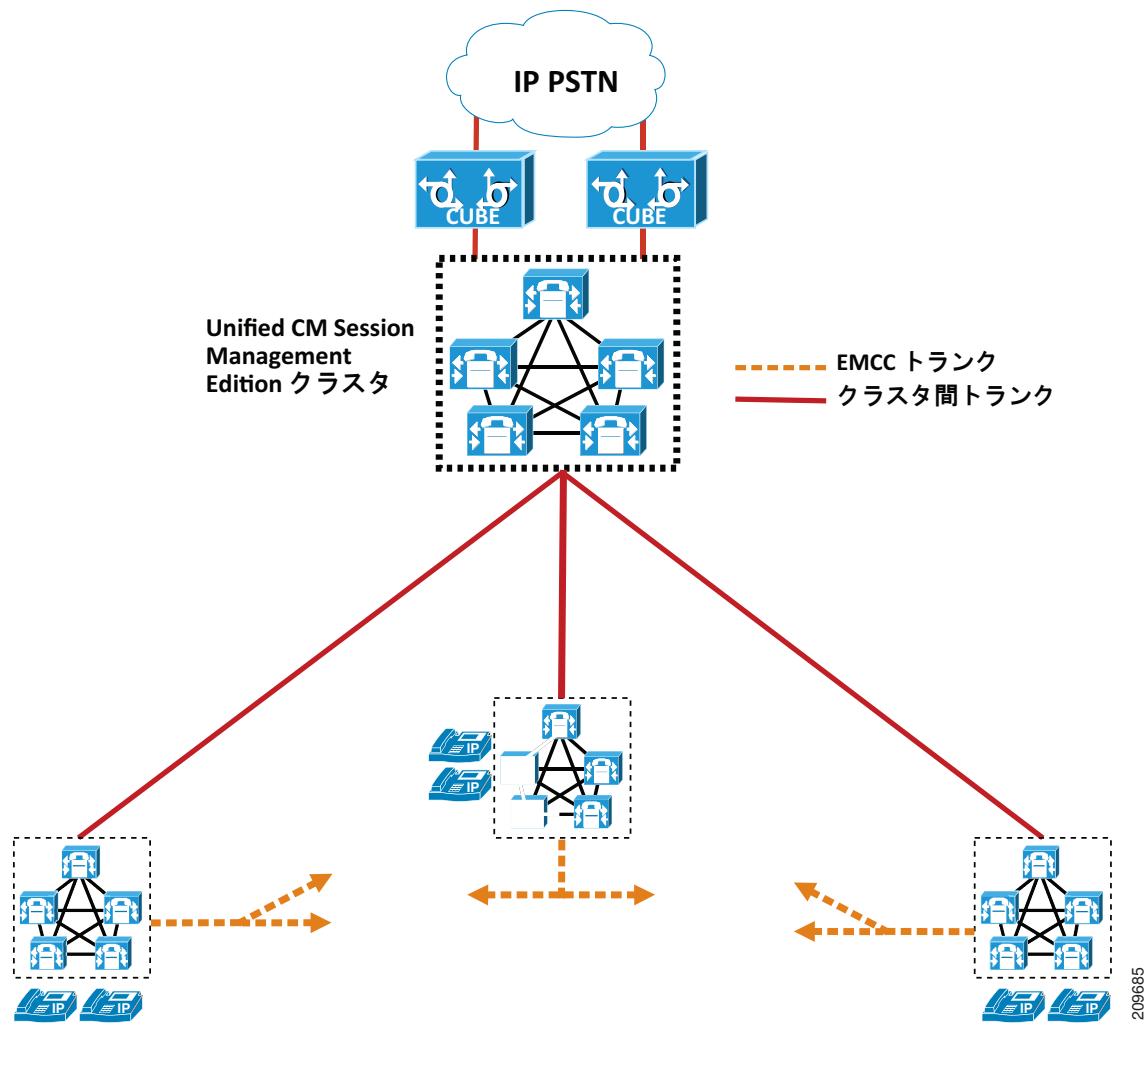 IP PSTN
CUBE
CUBE
Unified CM Session
Management
Edition クラスタ
EMCC トランク
クラスタ間トランク
IP
IP
IP
IP
IP
IP
209685